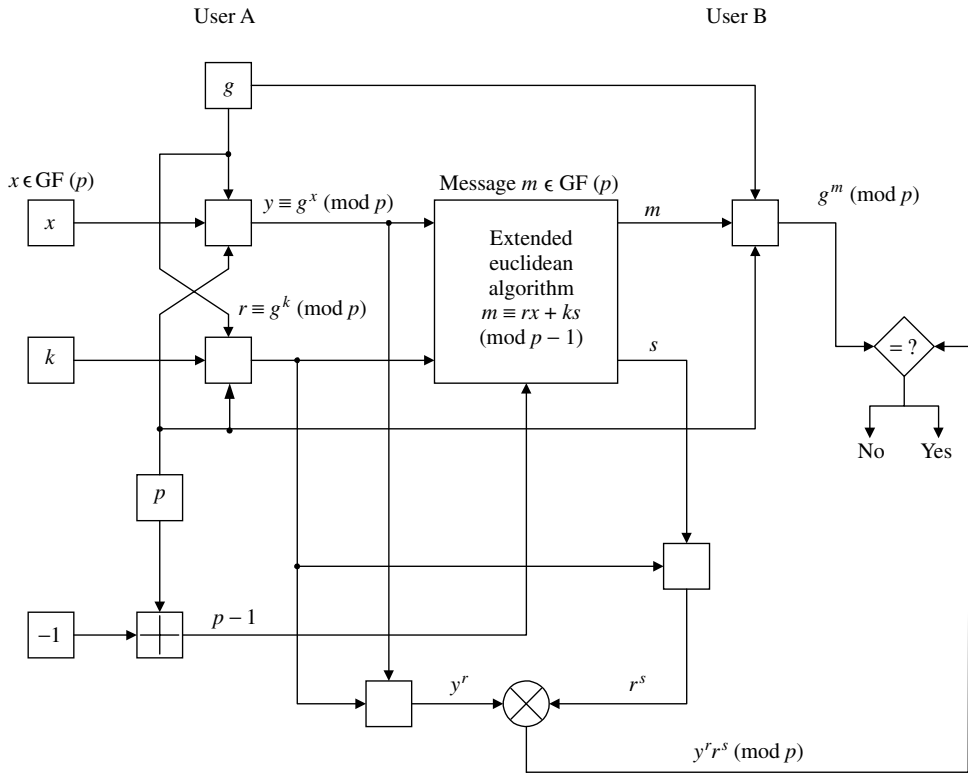 User A
User B
g
x ϵ GF (p)
x
y ≡ g^x (mod p)
Message m ϵ GF (p)
Extended
euclidean
algorithm
m ≡ rx + ks
(mod p − 1)
m
g^m (mod p)
r ≡ g^k (mod p)
k
s
= ?
No
Yes
p
−1
p − 1
y^r
r^s
y^r r^s (mod p)